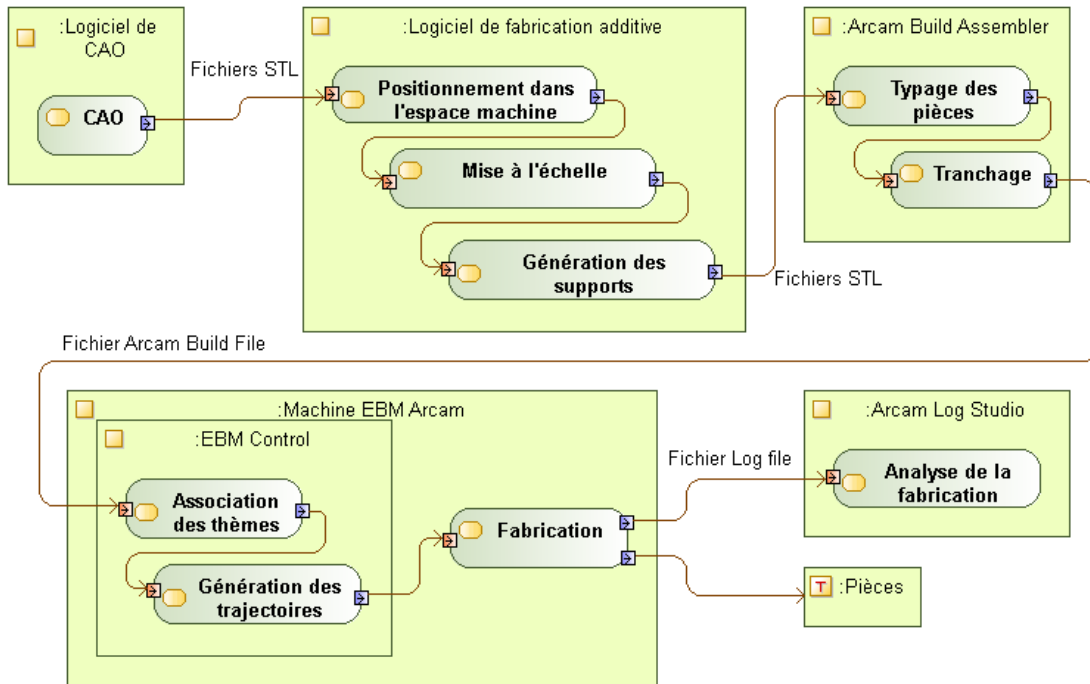 :Logiciel de
CAO
CAO
Fichiers STL
:Logiciel de fabrication additive
Positionnement dans
l'espace machine
Mise à l'échelle
Génération des
supports
Fichiers STL
:Arcam Build Assembler
Typage des
pièces
Tranchage
Fichier Arcam Build File
:Machine EBM Arcam
:EBM Control
Association
des thèmes
Génération des
trajectoires
Fabrication
Fichier Log file
:Arcam Log Studio
Analyse de la
fabrication
T :Pièces